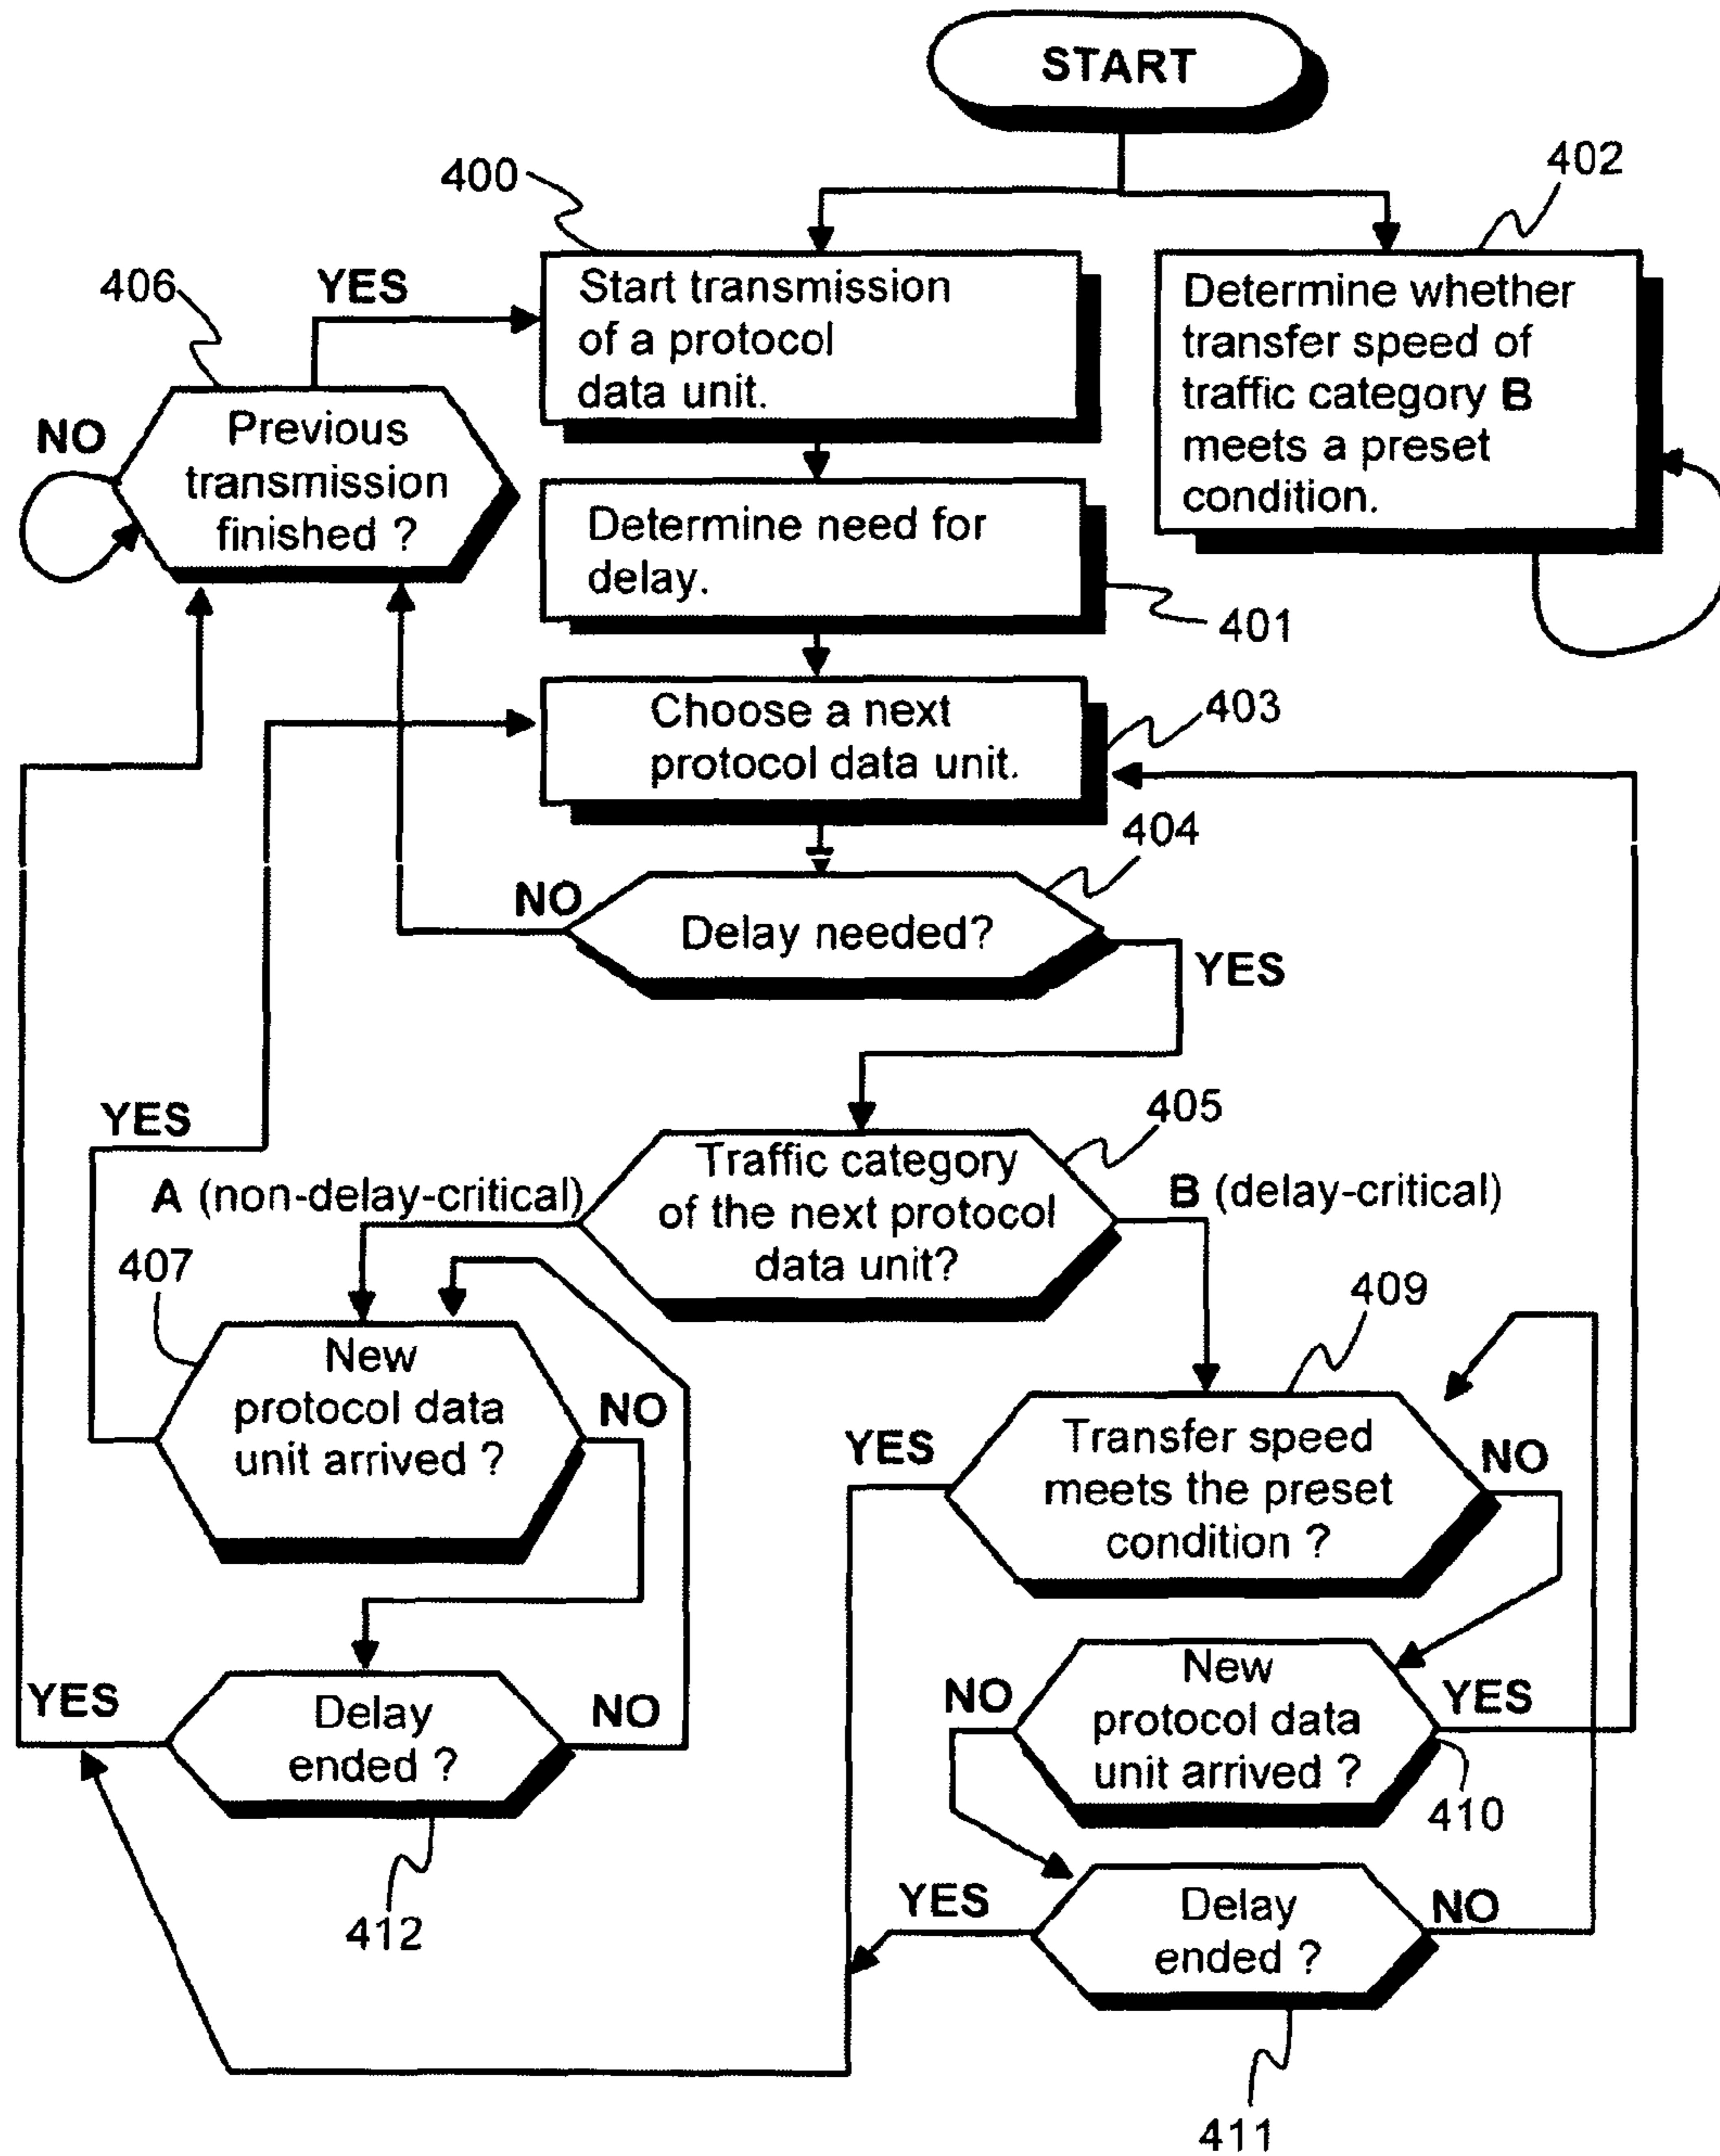 START
400
402
406
YES
Start transmission
of a protocol
data unit.
Determine whether
transfer speed of
traffic category B
meets a preset
condition.
NO
Previous
transmission
finished ?
Determine need for
delay.
401
Choose a next
protocol data unit.
403
404
NO
Delay needed?
YES
YES
405
Traffic category
of the next protocol
data unit?
A (non-delay-critical)
B (delay-critical)
407
409
New
protocol data
unit arrived ?
NO
YES
Transfer speed
meets the preset
condition ?
NO
YES
Delay
ended ?
NO
NO
New
protocol data
unit arrived ?
YES
410
412
YES
Delay
ended ?
NO
411